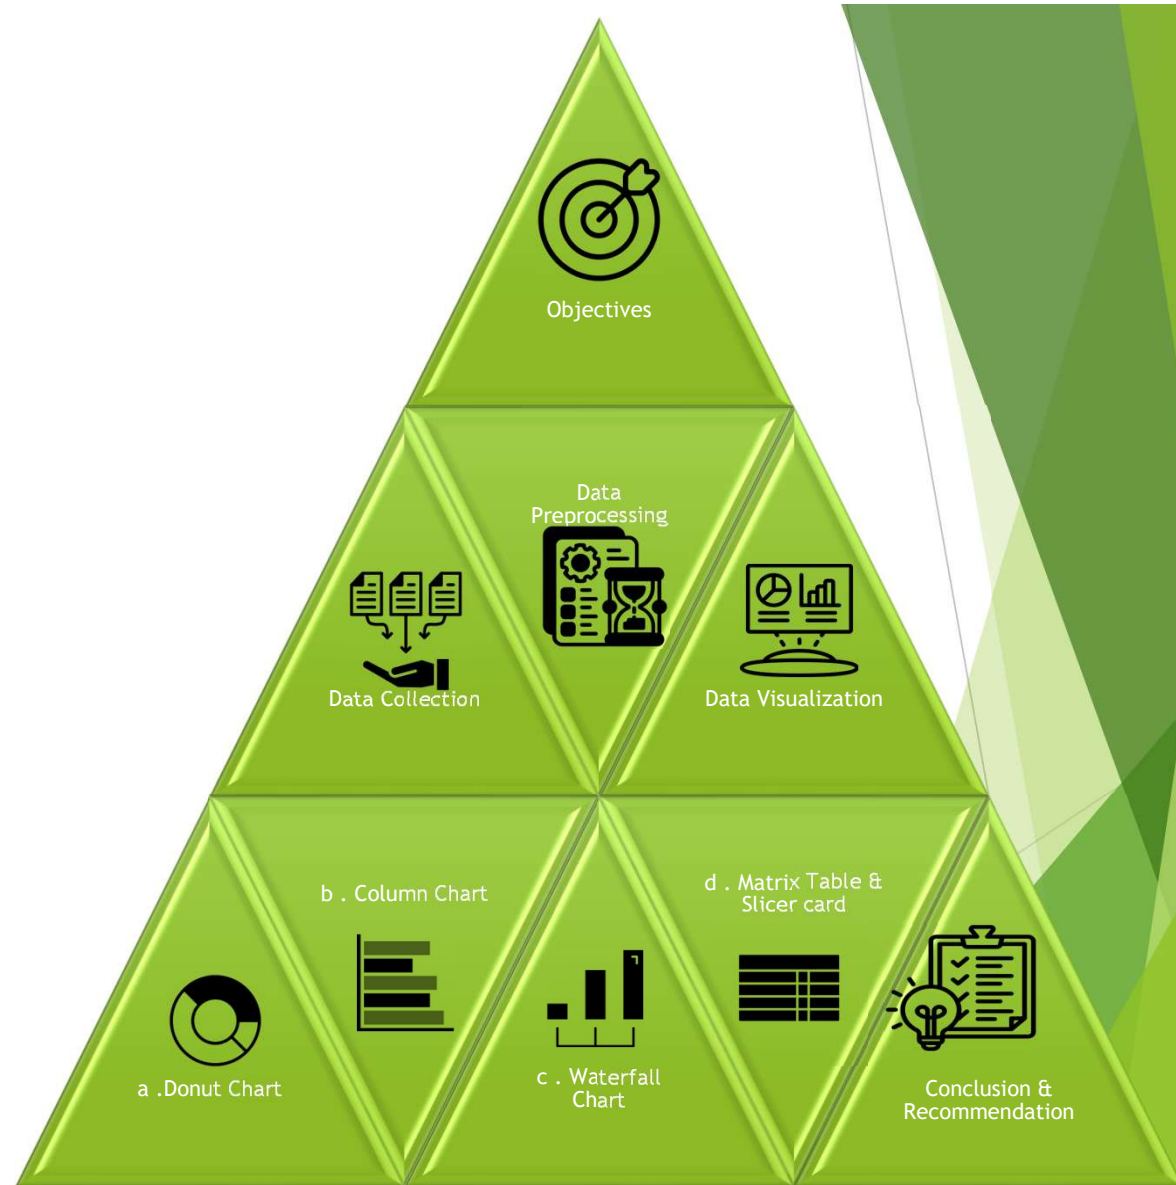 Objectives
Data
Preprocessing
Data Collection
Data Visualization
b . Column Chart
d . Matrix Table &
Slicer card
a .Donut Chart
c . Waterfall
Chart
Conclusion &
Recommendation